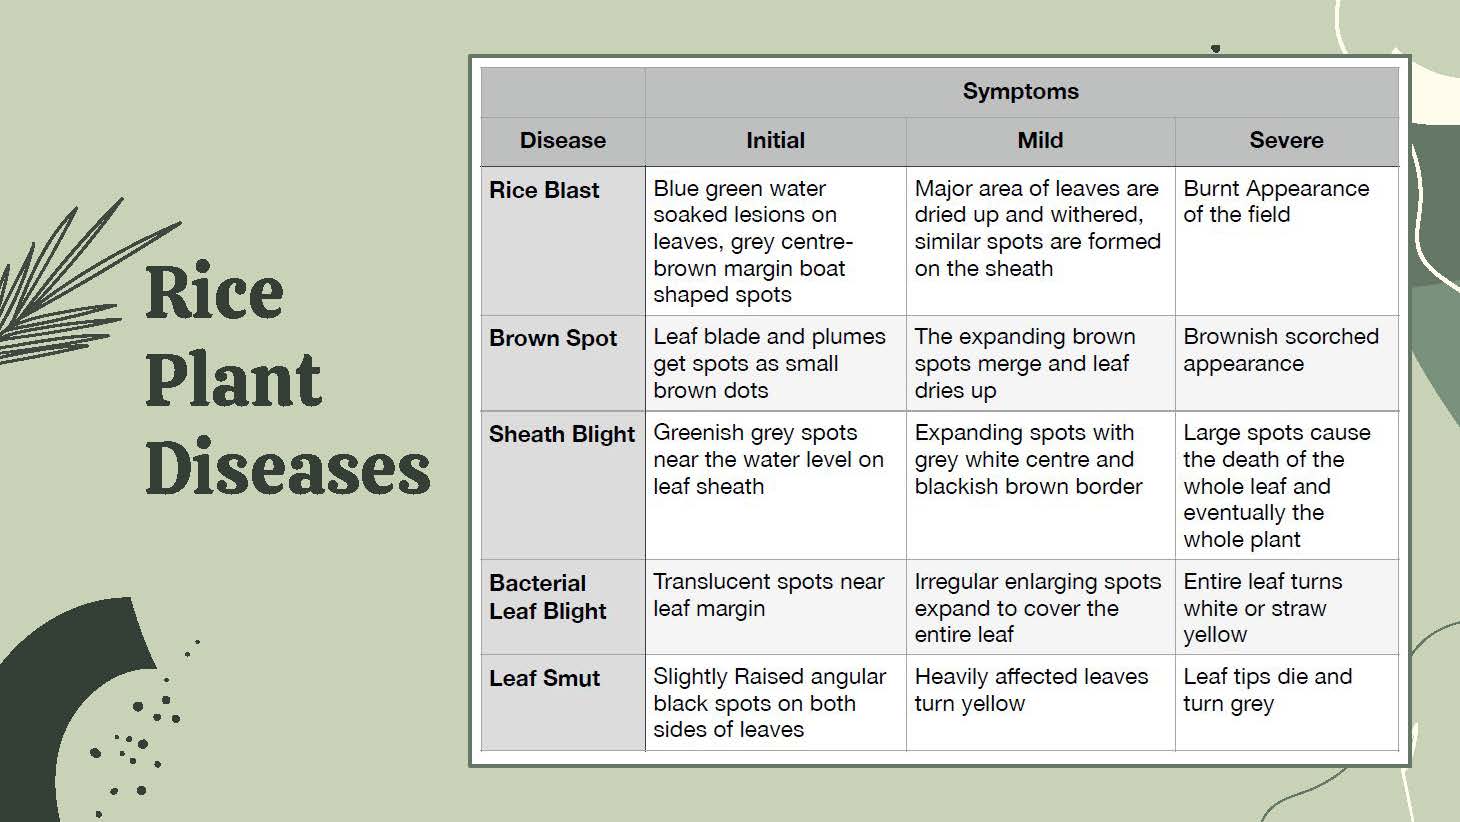 Rice
Plant
Diseases
Symptoms
Disease Initial Mild Severe
Rice Blast
Blue green water
soaked lesions on
leaves, grey centre-
brown margin boat
shaped spots
Major area of leaves are
dried up and withered,
similar spots are formed
on the sheath
Burnt Appearance
of the field
Brown Spot
Leaf blade and plumes
get spots as small
brown dots
The expanding brown
spots merge and leaf
dries up
Brownish scorched
appearance
Sheath Blight
Greenish grey spots
near the water level on
leaf sheath
Expanding spots with
grey white centre and
blackish brown border
Large spots cause
the death of the
whole leaf and
eventually the
whole plant
Bacterial
Leaf Blight
Translucent spots near
leaf margin
Irregular enlarging spots
expand to cover the
entire leaf
Entire leaf turns
white or straw
yellow
Leaf Smut
Slightly Raised angular
black spots on both
sides of leaves
Heavily affected leaves
turn yellow
Leaf tips die and
turn grey